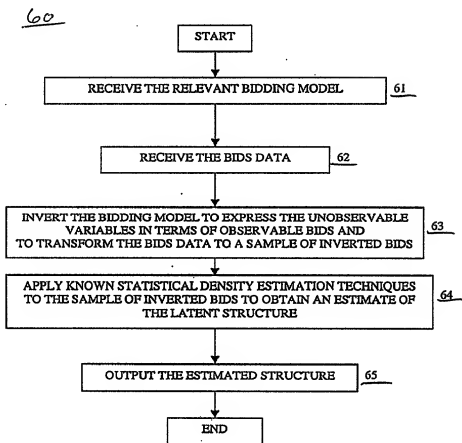 60
START
RECEIVE THE RELEVANT BIDDING MODEL 61
RECEIVE THE BIDS DATA 62
INVERT THE BIDDING MODEL TO EXPRESS THE UNOBSERVABLE
VARIABLES IN TERMS OF OBSERVABLE BIDS AND
TO TRANSFORM THE BIDS DATA TO A SAMPLE OF INVERTED BIDS
63
APPLY KNOWN STATISTICAL DENSITY ESTIMATION TECHNIQUES
TO THE SAMPLE OF INVERTED BIDS TO OBTAIN AN ESTIMATE OF
THE LATENT STRUCTURE
64
OUTPUT THE ESTIMATED STRUCTURE 65
END